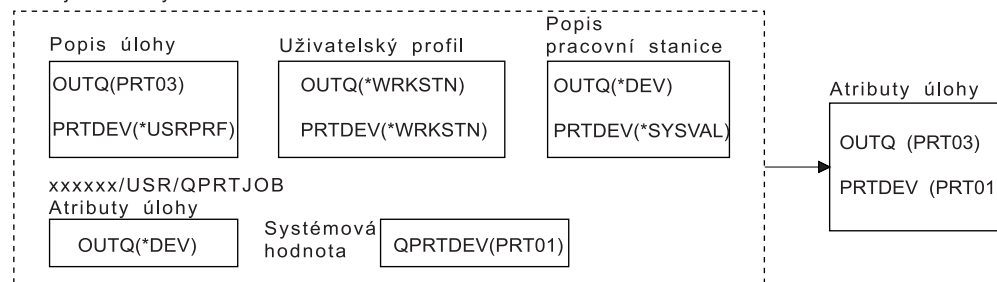 Popis úlohy
OUTQ(PRT03)
PRTDEV(*USRPRF)
Uživatelský profil
OUTQ(*WRKSTN)
PRTDEV(*WRKSTN)
Popis
pracovní stanice
OUTQ(*DEV)
PRTDEV(*SYSVAL)
xxxxxx/USR/QPRTJOB
Atributy úlohy
OUTQ(*DEV)
Systémová
hodnota
QPRTDEV(PRT01)
Atributy úlohy
OUTQ (PRT03)
PRTDEV (PRT01